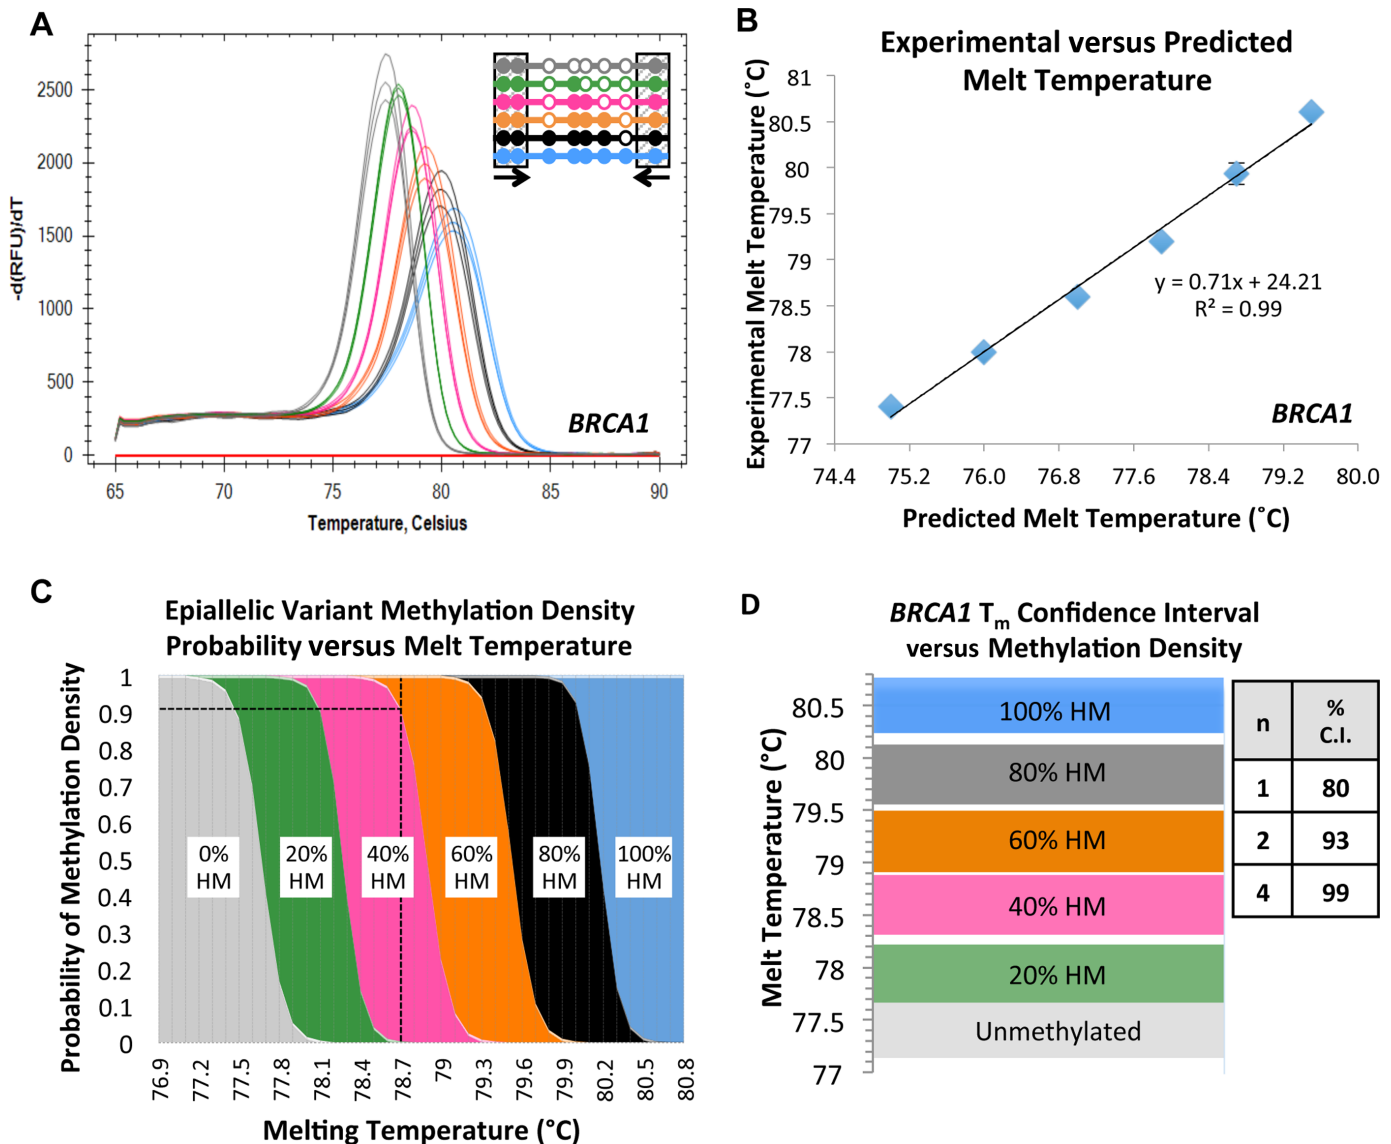 A
-d(RFU)/dT
2500
2000
1500
1000
500
0
65
70
75
80
85
90
Temperature, Celsius
BRCA1
B
Experimental versus Predicted
Melt Temperature
Experimental Melt Temperature (°C)
81
80.5
80
79.5
79
78.5
78
77.5
77
74.4
75.2
76.0
76.8
77.6
78.4
79.2
80.0
y = 0.71x + 24.21
R² = 0.99
BRCA1
Predicted Melt Temperature (˚C)
C
Epiallelic Variant Methylation Density
Probability versus Melt Temperature
Probability of Methylation Density
1
0.9
0.8
0.7
0.6
0.5
0.4
0.3
0.2
0.1
0
0%
HM
20%
HM
40%
HM
60%
HM
80%
HM
100%
HM
76.9
77.2
77.5
77.8
78.1
78.4
78.7
79
79.3
79.6
79.9
80.2
80.5
80.8
Melting Temperature (°C)
D
BRCA1 Tm Confidence Interval
versus Methylation Density
Melt Temperature (°C)
80.5
80
79.5
79
78.5
78
77.5
77
100% HM
80% HM
60% HM
40% HM
20% HM
Unmethylated
n % C.I.
1 80
2 93
4 99